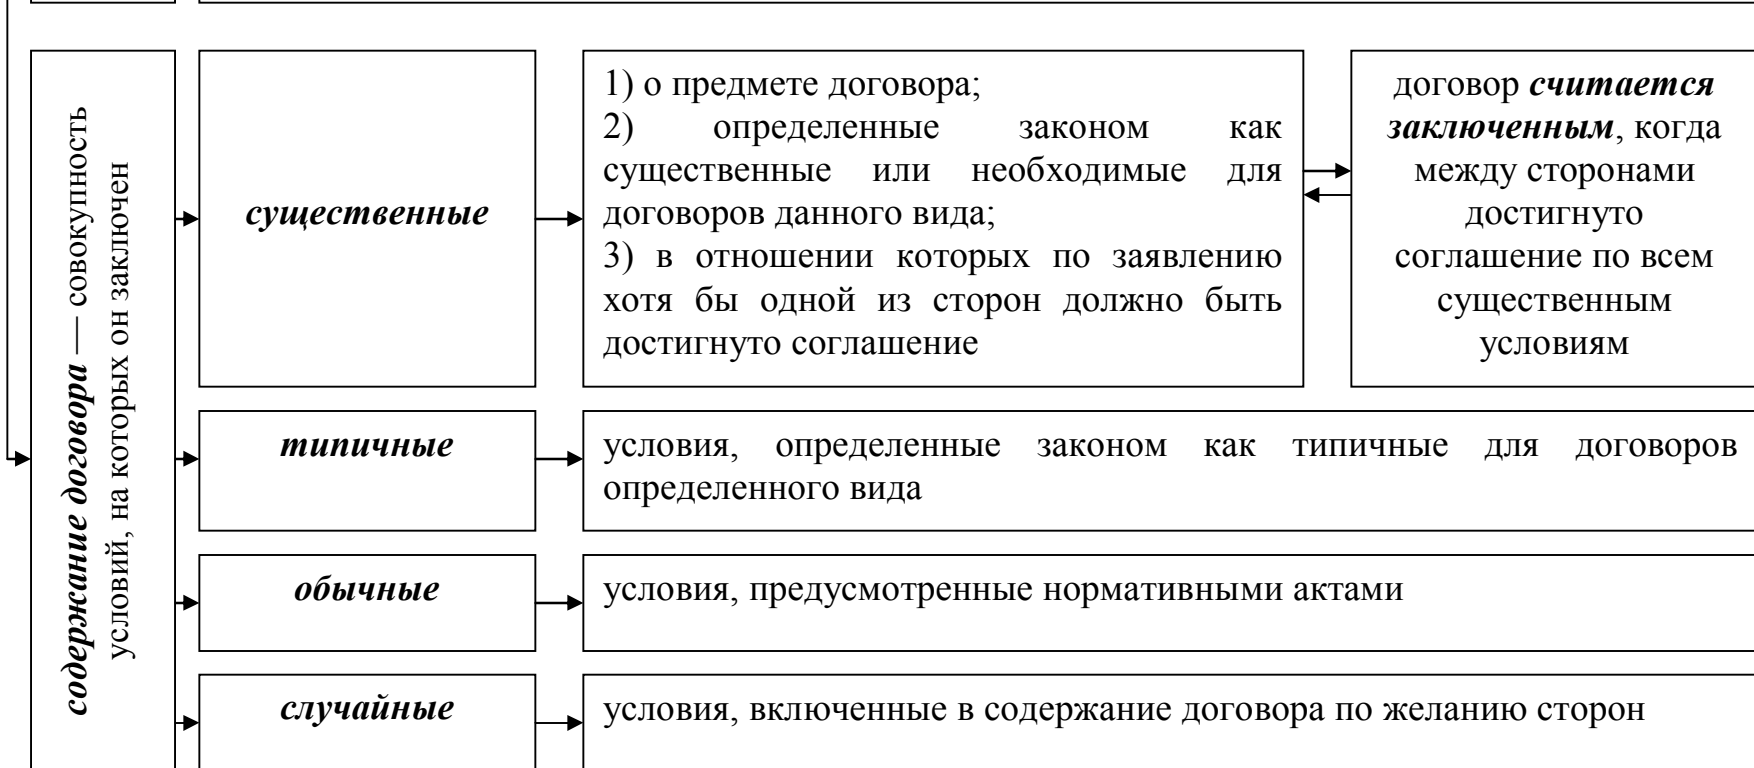 содержание договора — совокупность
условий, на которых он заключен
существенные
1) о предмете договора;
2) определенные законом как
существенные или необходимые для
договоров данного вида;
3) в отношении которых по заявлению
хотя бы одной из сторон должно быть
достигнуто соглашение
договор считается
заключенным, когда
между сторонами
достигнуто
соглашение по всем
существенным
условиям
типичные
условия, определенные законом как типичные для договоров
определенного вида
обычные
условия, предусмотренные нормативными актами
случайные
условия, включенные в содержание договора по желанию сторон